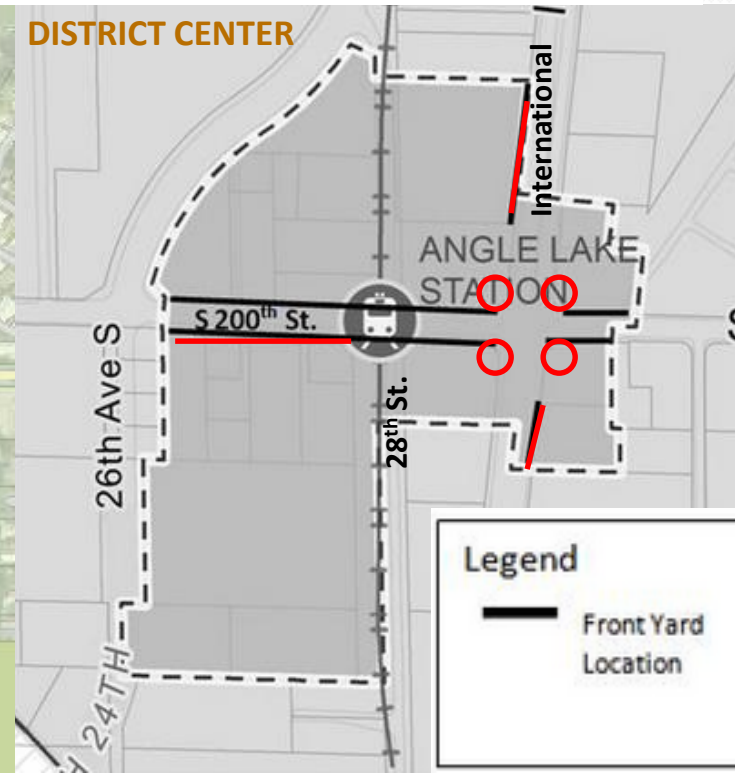 DISTRICT CENTER
International
ANGLE LAKE
STATION
S 200th St.
S
26th Ave S
28th St.
H 24TH
Legend
Front Yard
Location